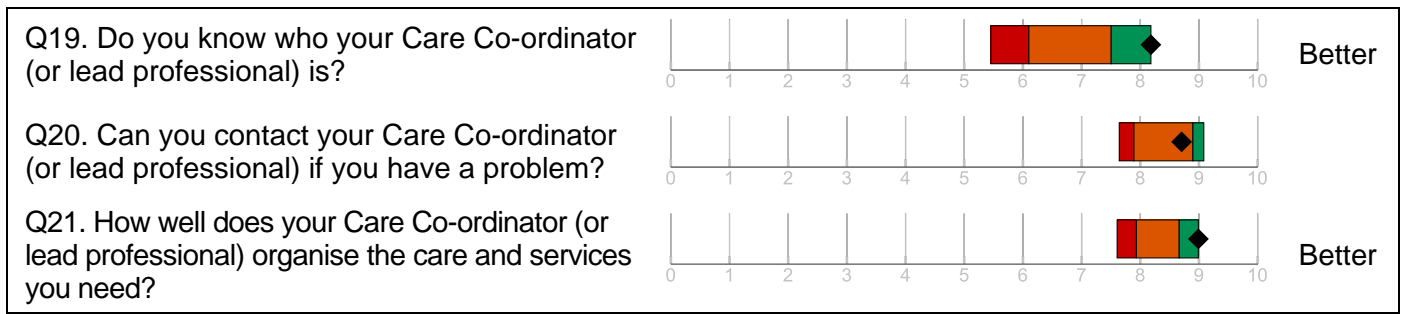 Q19. Do you know who your Care Co-ordinator
(or lead professional) is?
Better
0 1 2 3 4 5 6 7 8 9 10
Q20. Can you contact your Care Co-ordinator
(or lead professional) if you have a problem?
0 1 2 3 4 5 6 7 8 9 10
Q21. How well does your Care Co-ordinator (or
lead professional) organise the care and services
you need?
Better
0 1 2 3 4 5 6 7 8 9 10